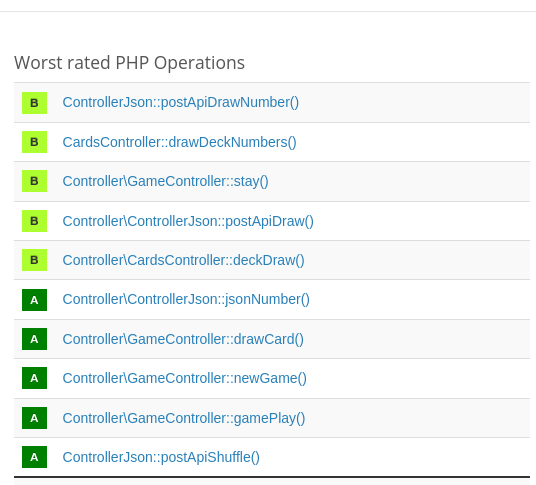 Worst rated PHP Operations
B ControllerJson::postApiDrawNumber()
B CardsController::drawDeckNumbers()
B Controller\GameController::stay()
B Controller\ControllerJson::postApiDraw()
B Controller\CardsController::deckDraw()
A Controller\ControllerJson::jsonNumber()
A Controller\GameController::drawCard()
A Controller\GameController::newGame()
A Controller\GameController::gamePlay()
A ControllerJson::postApiShuffle()